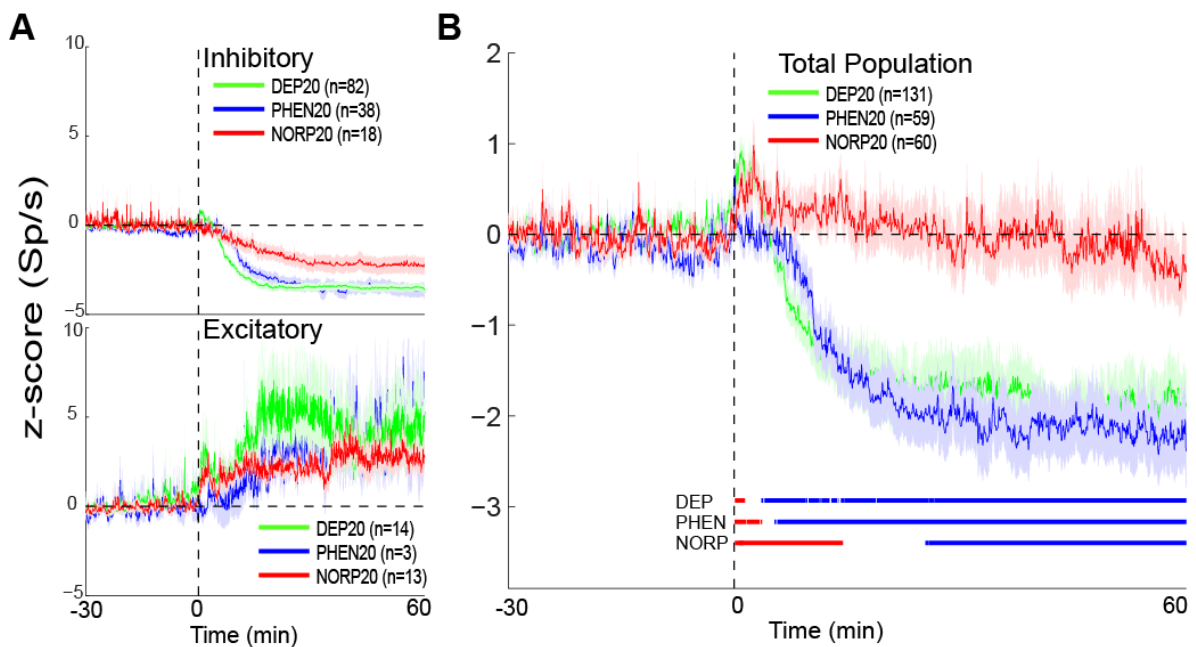 A
z-score (Sp/s)
10
5
0
−5
Inhibitory
DEP20 (n=82)
PHEN20 (n=38)
NORP20 (n=18)
10
5
0
−5
Excitatory
DEP20 (n=14)
PHEN20 (n=3)
NORP20 (n=13)
-30
0
60
Time (min)
B
2
1
0
−1
−2
−3
Total Population
DEP20 (n=131)
PHEN20 (n=59)
NORP20 (n=60)
DEP
PHEN
NORP
-30
0
60
Time (min)